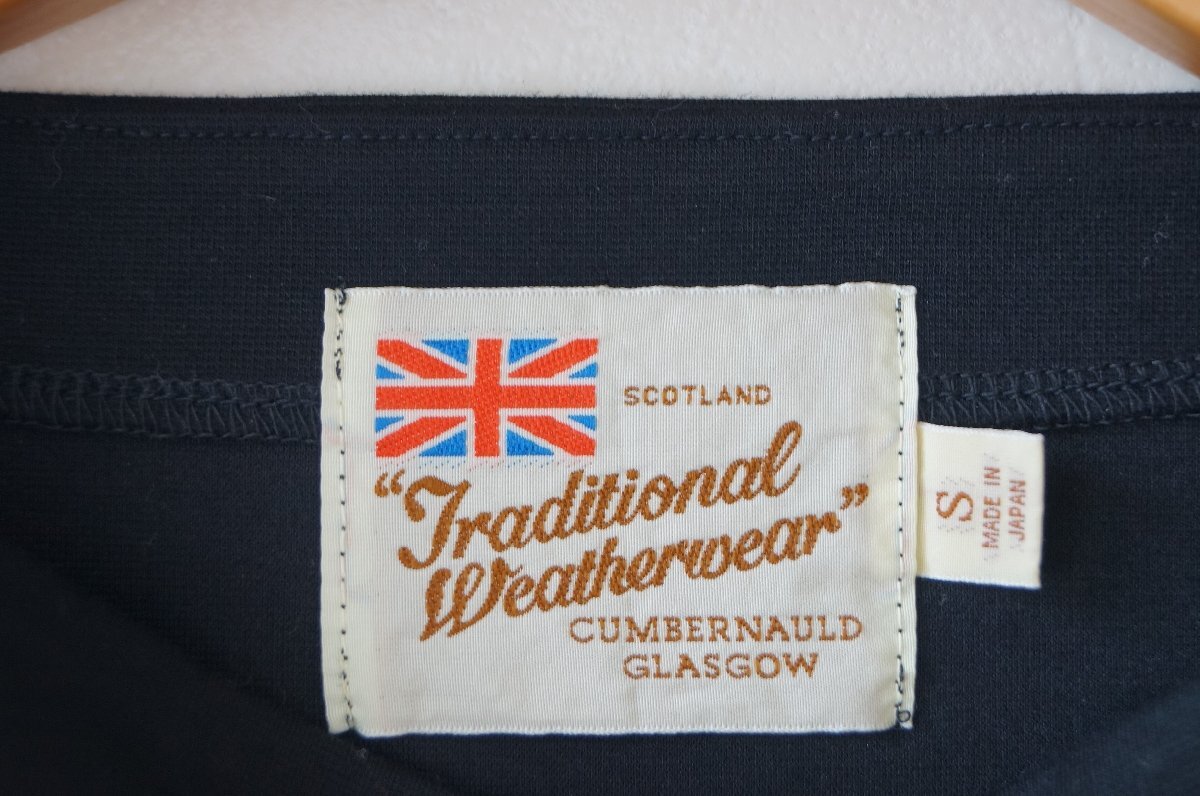 SCOTLAND
“Traditional
Weatherwear”
CUMBERNAULD
GLASGOW
S
MADE IN
JAPAN